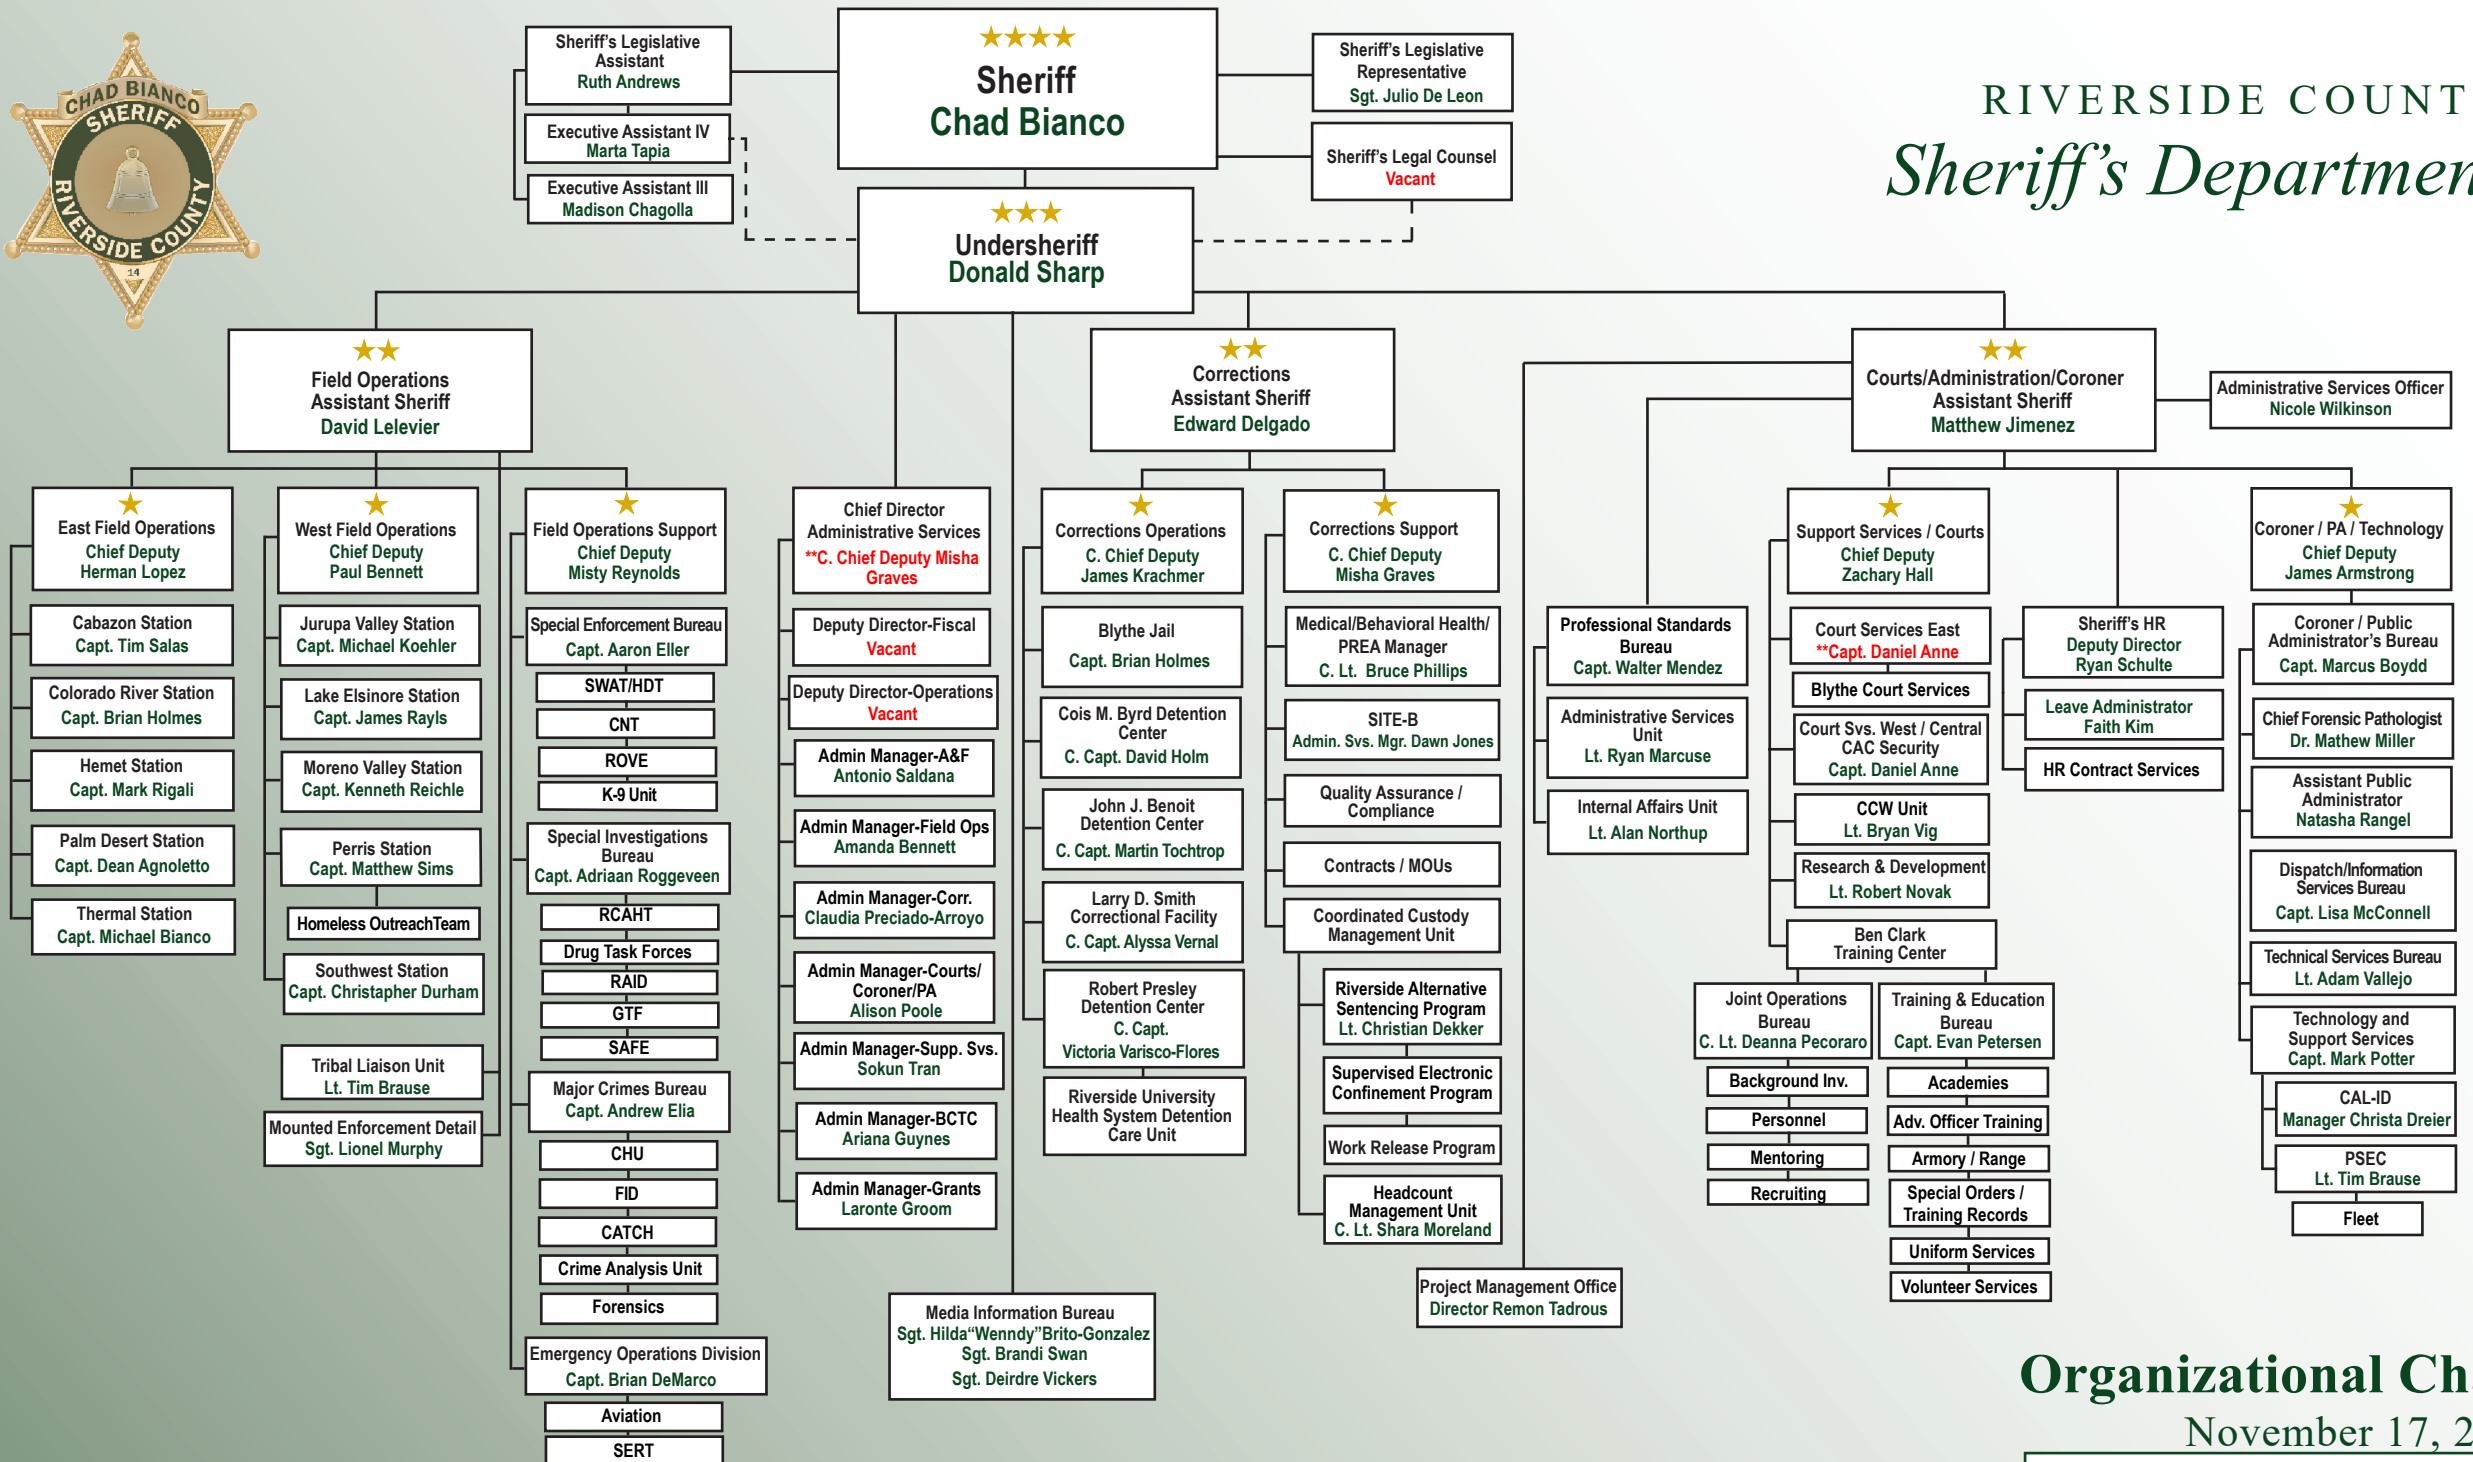 CHAD BIANCO
SHERIFF
RIVERSIDE COUNTY
14
RIVERSIDE COUNT
Sheriff's Departmen
Sheriff's Legislative
Assistant
Ruth Andrews
Executive Assistant IV
Marta Tapia
Executive Assistant III
Madison Chagolla
Sheriff
Chad Bianco
Sheriff's Legislative
Representative
Sgt. Julio De Leon
Sheriff's Legal Counsel
Vacant
Undersheriff
Donald Sharp
Field Operations
Assistant Sheriff
David Lelevier
Corrections
Assistant Sheriff
Edward Delgado
Courts/Administration/Coroner
Assistant Sheriff
Matthew Jimenez
Administrative Services Officer
Nicole Wilkinson
East Field Operations
Chief Deputy
Herman Lopez
Cabazon Station
Capt. Tim Salas
Colorado River Station
Capt. Brian Holmes
Hemet Station
Capt. Mark Rigali
Palm Desert Station
Capt. Dean Agnoletto
Thermal Station
Capt. Michael Bianco
West Field Operations
Chief Deputy
Paul Bennett
Jurupa Valley Station
Capt. Michael Koehler
Lake Elsinore Station
Capt. James Rayls
Moreno Valley Station
Capt. Kenneth Reichle
Perris Station
Capt. Matthew Sims
Homeless OutreachTeam
Southwest Station
Capt. Christapher Durham
Tribal Liaison Unit
Lt. Tim Brause
Mounted Enforcement Detail
Sgt. Lionel Murphy
Field Operations Support
Chief Deputy
Misty Reynolds
Special Enforcement Bureau
Capt. Aaron Eller
SWAT/HDT
CNT
ROVE
K-9 Unit
Special Investigations
Bureau
Capt. Adriaan Roggeveen
RCAHT
Drug Task Forces
RAID
GTF
SAFE
Major Crimes Bureau
Capt. Andrew Elia
CHU
FID
CATCH
Crime Analysis Unit
Forensics
Emergency Operations Division
Capt. Brian DeMarco
Aviation
SERT
Chief Director
Administrative Services
**C. Chief Deputy Misha
Graves
Deputy Director-Fiscal
Vacant
Deputy Director-Operations
Vacant
Admin Manager-A&F
Antonio Saldana
Admin Manager-Field Ops
Amanda Bennett
Admin Manager-Corr.
Claudia Preciado-Arroyo
Admin Manager-Courts/
Coroner/PA
Alison Poole
Admin Manager-Supp. Svs.
Sokun Tran
Admin Manager-BCTC
Ariana Guynes
Admin Manager-Grants
Laronte Groom
Media Information Bureau
Sgt. Hilda“Wenndy”Brito-Gonzalez
Sgt. Brandi Swan
Sgt. Deirdre Vickers
Corrections Operations
C. Chief Deputy
James Krachmer
Blythe Jail
Capt. Brian Holmes
Cois M. Byrd Detention
Center
C. Capt. David Holm
John J. Benoit
Detention Center
C. Capt. Martin Tochtrop
Larry D. Smith
Correctional Facility
C. Capt. Alyssa Vernal
Robert Presley
Detention Center
C. Capt.
Victoria Varisco-Flores
Riverside University
Health System Detention
Care Unit
Corrections Support
C. Chief Deputy
Misha Graves
Medical/Behavioral Health/
PREA Manager
C. Lt. Bruce Phillips
SITE-B
Admin. Svs. Mgr. Dawn Jones
Quality Assurance /
Compliance
Contracts / MOUs
Coordinated Custody
Management Unit
Riverside Alternative
Sentencing Program
Lt. Christian Dekker
Supervised Electronic
Confinement Program
Work Release Program
Headcount
Management Unit
C. Lt. Shara Moreland
Project Management Office
Director Remon Tadrous
Professional Standards
Bureau
Capt. Walter Mendez
Administrative Services
Unit
Lt. Ryan Marcuse
Internal Affairs Unit
Lt. Alan Northup
Support Services / Courts
Chief Deputy
Zachary Hall
Court Services East
**Capt. Daniel Anne
Blythe Court Services
Court Svs. West / Central
CAC Security
Capt. Daniel Anne
CCW Unit
Lt. Bryan Vig
Research & Development
Lt. Robert Novak
Ben Clark
Training Center
Joint Operations
Bureau
C. Lt. Deanna Pecoraro
Background Inv.
Personnel
Mentoring
Recruiting
Training & Education
Bureau
Capt. Evan Petersen
Academies
Adv. Officer Training
Armory / Range
Special Orders /
Training Records
Uniform Services
Volunteer Services
Sheriff's HR
Deputy Director
Ryan Schulte
Leave Administrator
Faith Kim
HR Contract Services
Coroner / PA / Technology
Chief Deputy
James Armstrong
Coroner / Public
Administrator's Bureau
Capt. Marcus Boydd
Chief Forensic Pathologist
Dr. Mathew Miller
Assistant Public
Administrator
Natasha Rangel
Dispatch/Information
Services Bureau
Capt. Lisa McConnell
Technical Services Bureau
Lt. Adam Vallejo
Technology and
Support Services
Capt. Mark Potter
CAL-ID
Manager Christa Dreier
PSEC
Lt. Tim Brause
Fleet
Organizational Ch
November 17, 2